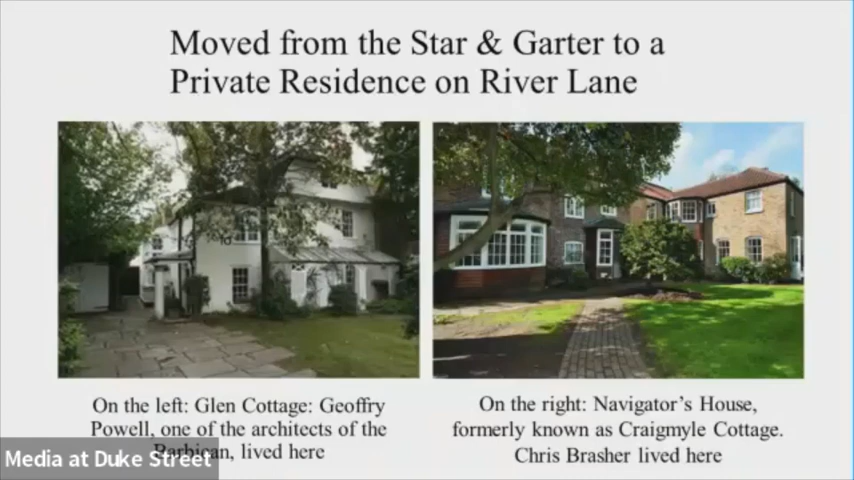 Moved from the Star & Garter to a
Private Residence on River Lane
On the left: Glen Cottage: Geoffry
Powell, one of the architects of the
Barbican, lived here
On the right: Navigator's House,
formerly known as Craigmyle Cottage.
Chris Brasher lived here
Media at Duke Street